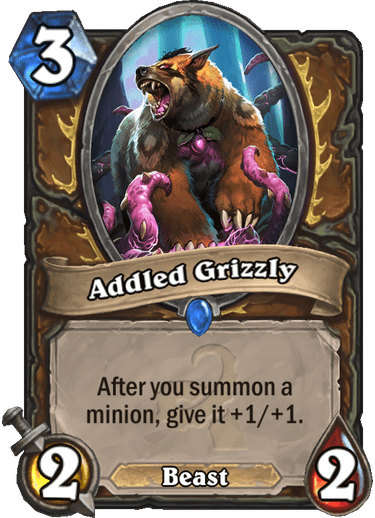 3
Addled Grizzly
After you summon a
minion, give it +1/+1.
2
Beast
2